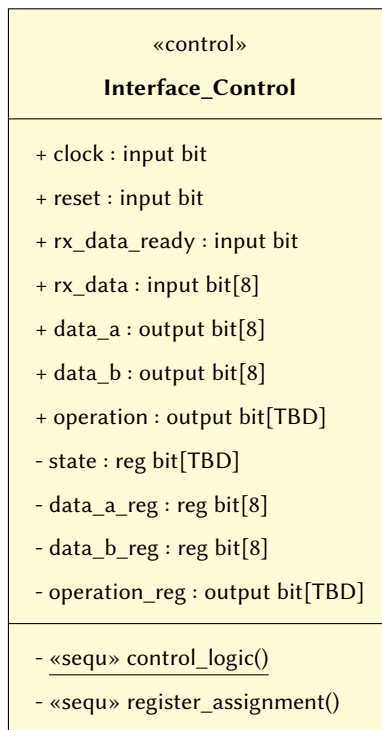 «control»
Interface_Control
+ clock : input bit
+ reset : input bit
+ rx_data_ready : input bit
+ rx_data : input bit[8]
+ data_a : output bit[8]
+ data_b : output bit[8]
+ operation : output bit[TBD]
- state : reg bit[TBD]
- data_a_reg : reg bit[8]
- data_b_reg : reg bit[8]
- operation_reg : output bit[TBD]
- «sequ» control_logic()
- «sequ» register_assignment()